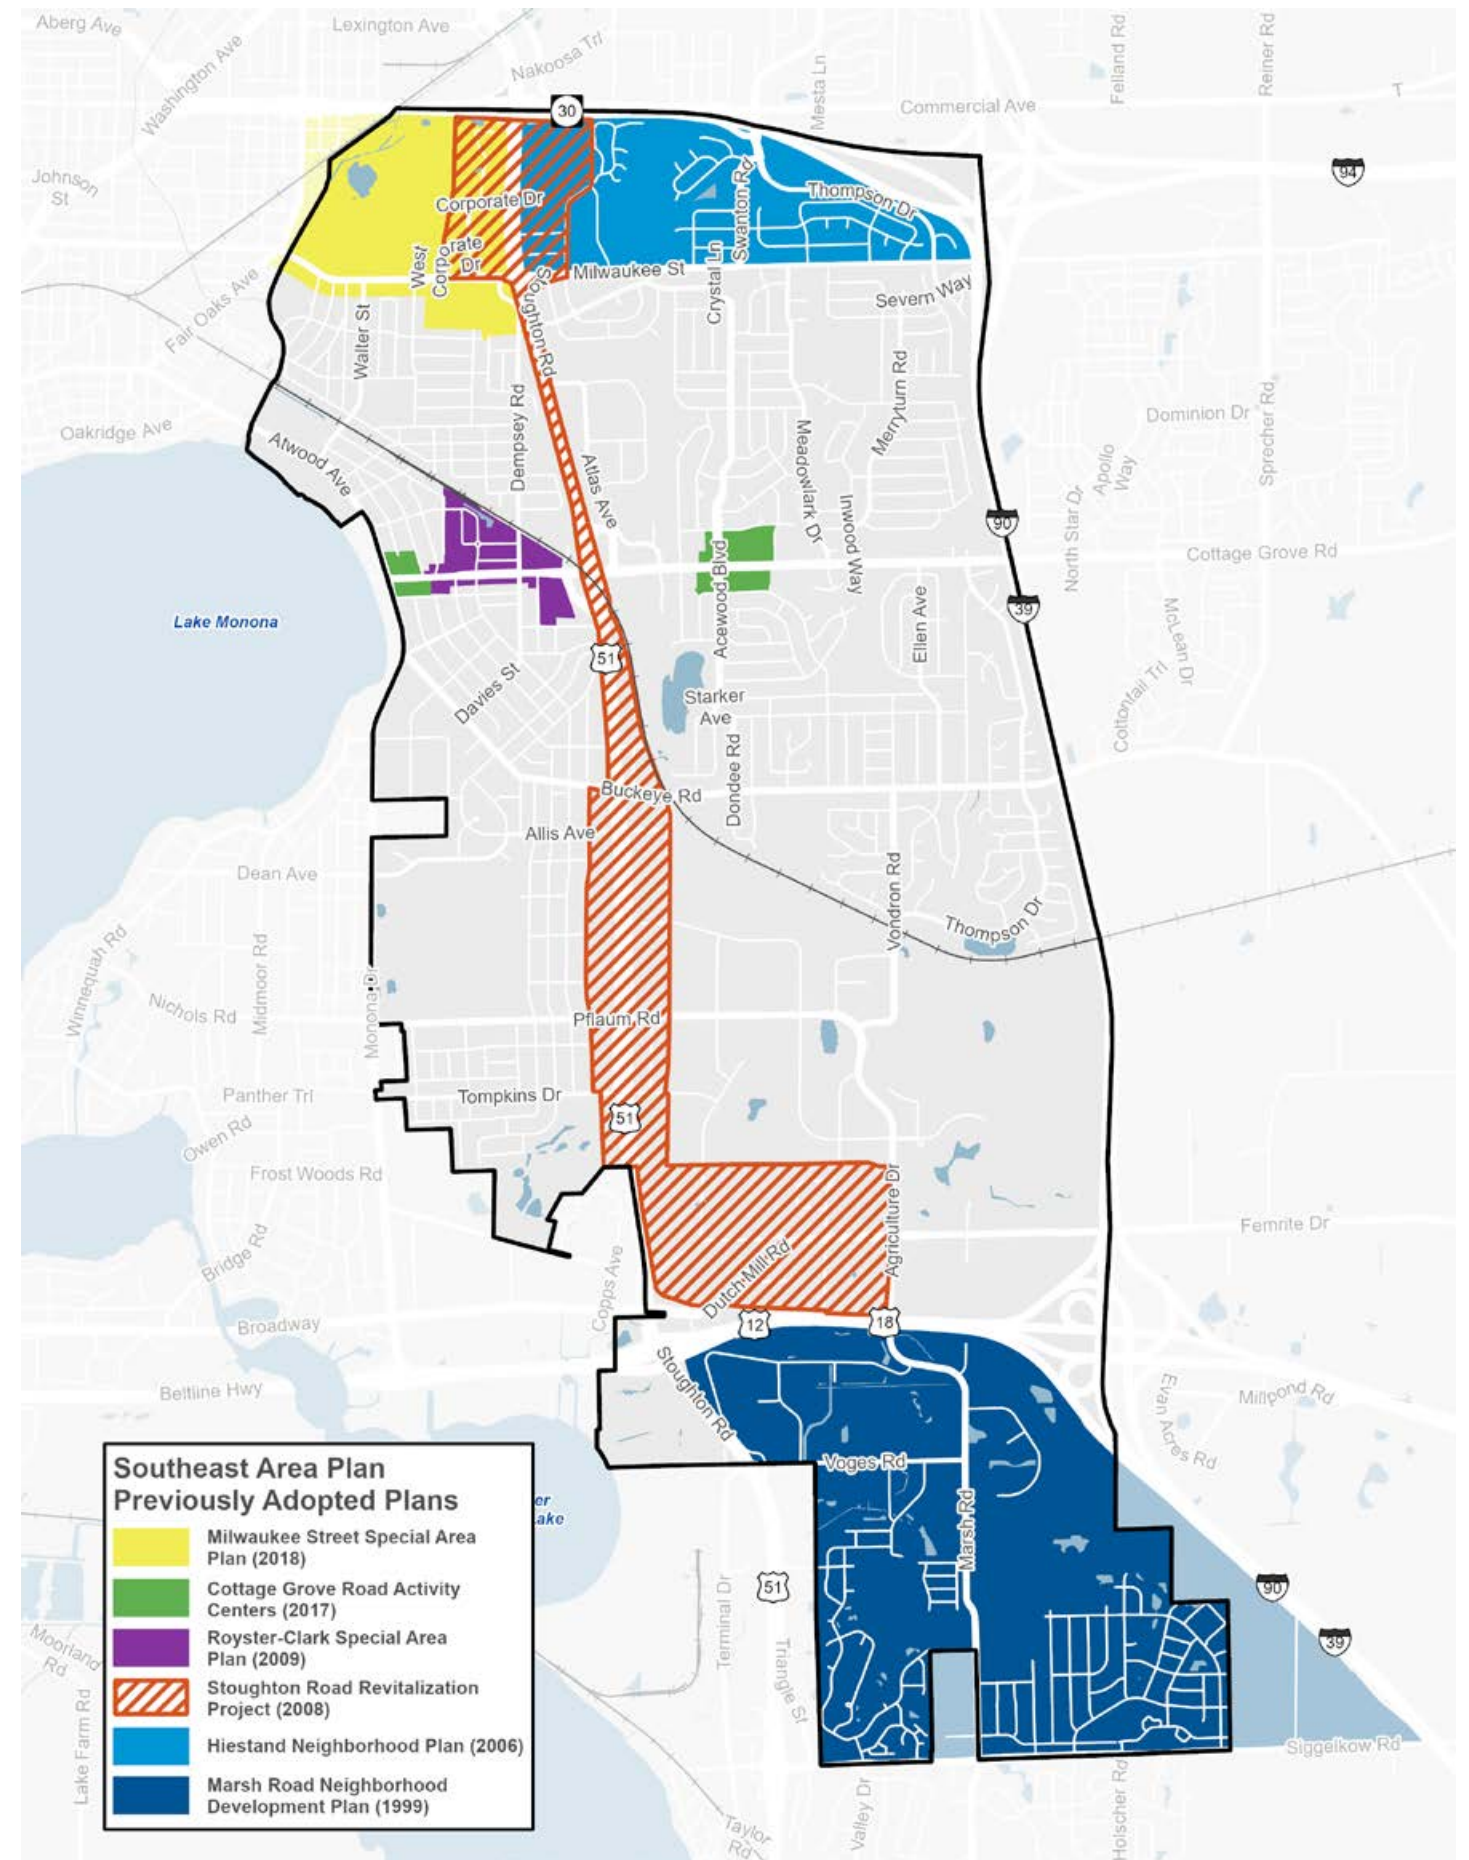 Aberg Ave
Lexington Ave
Washington Ave
Nakoosa Trl
Mesta Ln
Commercial Ave
Felland Rd
Reiner Rd
T
30
94
Johnson
St
Corporate Dr
Swanton Rd
Thompson Dr
West
Corporate
Dr
Milwaukee St
Stoughton Rd
Crystal Ln
Severn Way
Fair Oaks Ave
Walter St
Oakridge Ave
Atwood Ave
Dempsey Rd
Atlas Ave
Meadowlark Dr
Merryturn Rd
Inwood Way
Dominion Dr
Sprecher Rd
Apollo
Way
North Star Dr
90
Cottage Grove Rd
39
Acewood Blvd
Ellen Ave
McLean Dr
Lake Monona
51
Davies St
Starker
Ave
Cottontail Trl
Dondee Rd
Buckeye Rd
Allis Ave
Dean Ave
Vondron Rd
Thompson Dr
Winnequah Rd
Midmoor Rd
Nichols Rd
Monona Dr
Pflaum Rd
Panther Trl
Tompkins Dr
51
Owen Rd
Frost Woods Rd
Agriculture Dr
Femrite Dr
Bridge Rd
Copps Ave
Dutch Mill Rd
Broadway
12
18
Beltline Hwy
Stoughton Rd
Evan Acres Rd
Millpond Rd
Voges Rd
Marsh Rd
51
Terminal Dr
Triangle St
90
39
Siggelkow Rd
Moorland
Rd
Lake Farm Rd
Taylor
Rd
Valley Dr
Holscher Rd
er
ake
Southeast Area Plan
Previously Adopted Plans
Milwaukee Street Special Area
Plan (2018)
Cottage Grove Road Activity
Centers (2017)
Royster-Clark Special Area
Plan (2009)
Stoughton Road Revitalization
Project (2008)
Hiestand Neighborhood Plan (2006)
Marsh Road Neighborhood
Development Plan (1999)